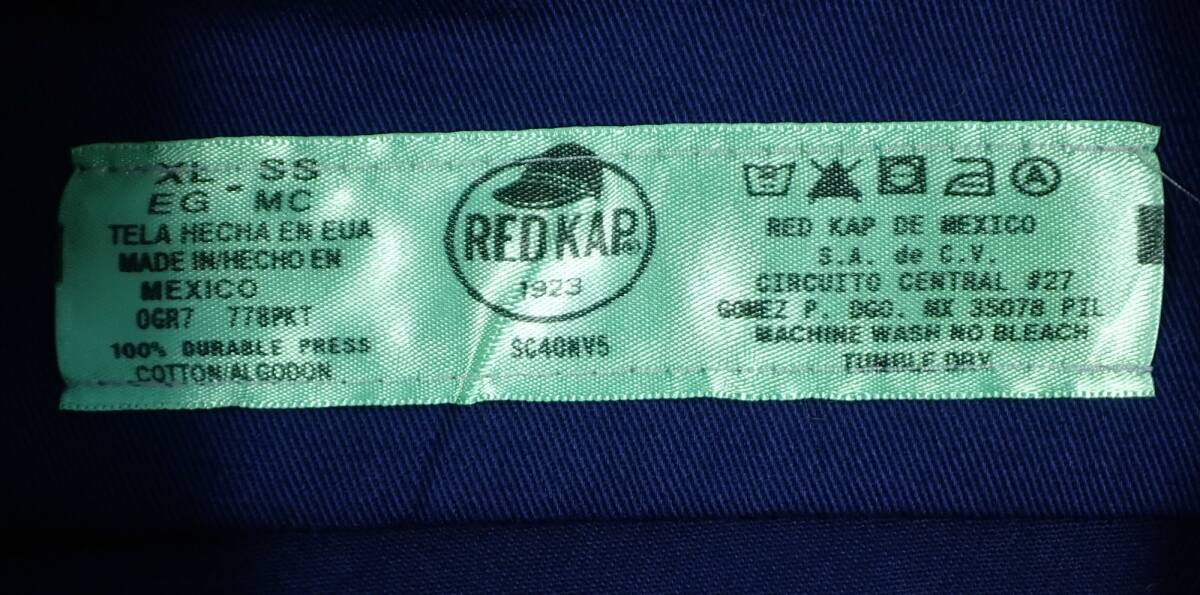 XL - SS
EG - MC
TELA HECHA EN EUA
MADE IN/HECHO EN
MEXICO
0GR7 778PKT
100% DURABLE PRESS
COTTON/ALGODON
RED KAP®
1923
SC40NV5
A
RED KAP DE MEXICO
S.A. de C.V.
CIRCUITO CENTRAL #27
GOMEZ P. DGO. MX 35078 PIL
MACHINE WASH NO BLEACH
TUMBLE DRY